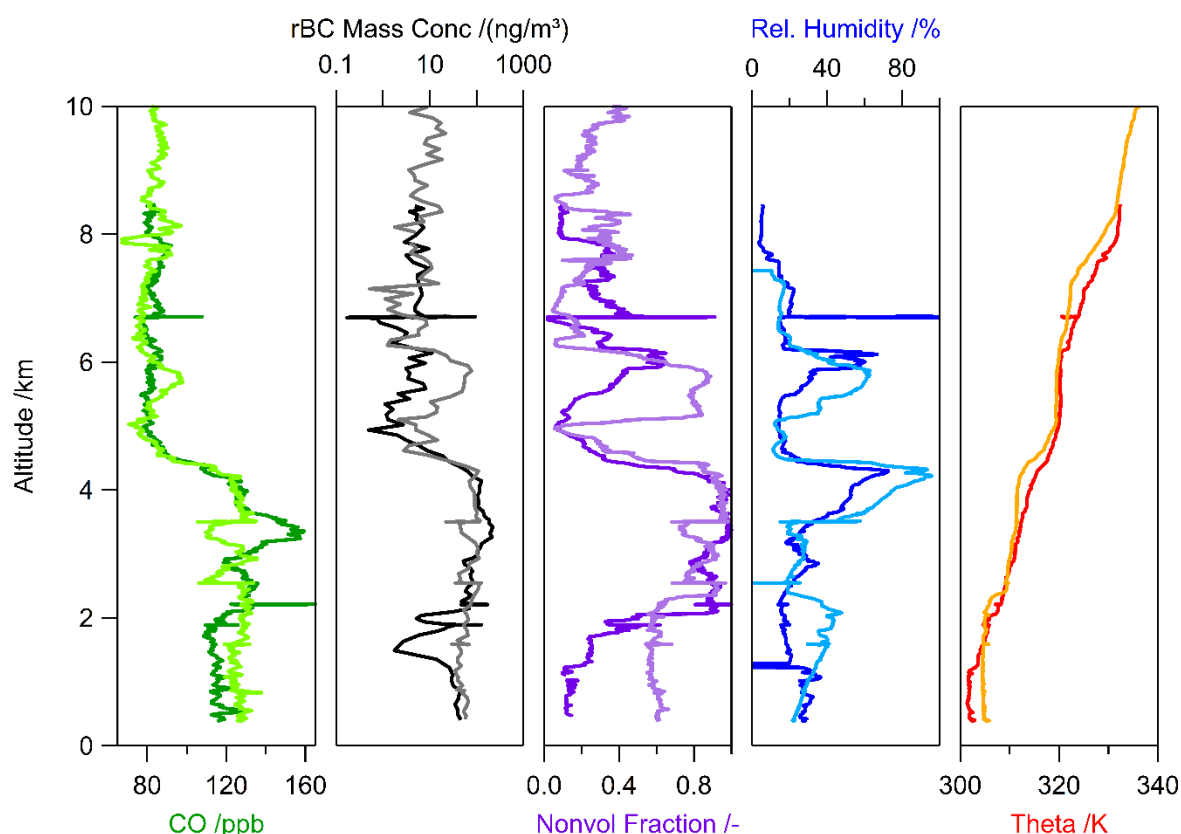 rBC Mass Conc /(ng/m³) Rel. Humidity /%
0.1 10 1000 0 40 80
10
8
6
4
2
0
Altitude /km
80 120 160 0.0 0.4 0.8 300 320 340
CO /ppb Nonvol Fraction /- Theta /K